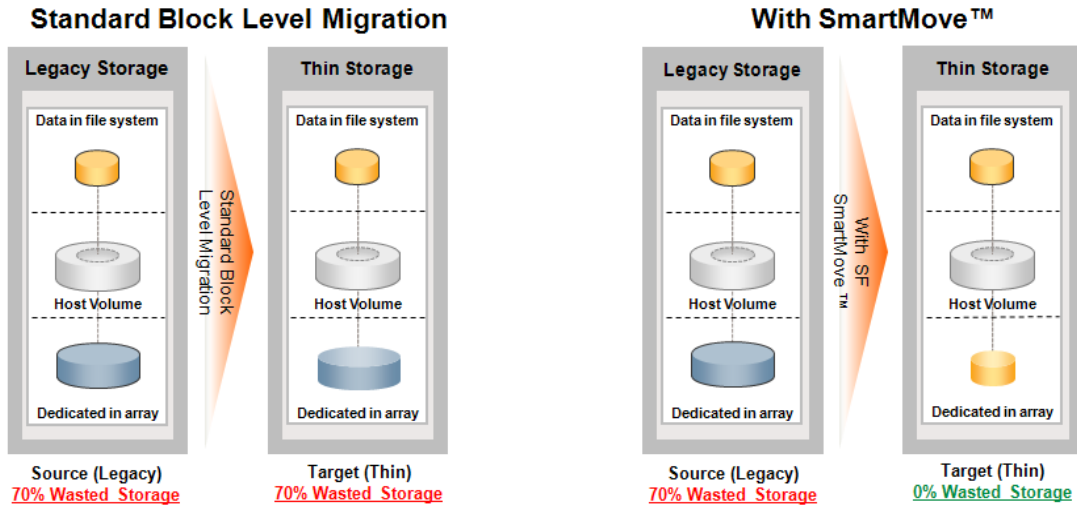 Standard Block Level Migration
Legacy Storage
Data in file system
Host Volume
Dedicated in array
Source (Legacy)
70% Wasted Storage
Standard Block
Level Migration
Thin Storage
Data in file system
Host Volume
Dedicated in array
Target (Thin)
70% Wasted Storage
With SmartMove™
Legacy Storage
Data in file system
Host Volume
Dedicated in array
Source (Legacy)
70% Wasted Storage
With SF
SmartMove ™
Thin Storage
Data in file system
Host Volume
Dedicated in array
Target (Thin)
0% Wasted Storage